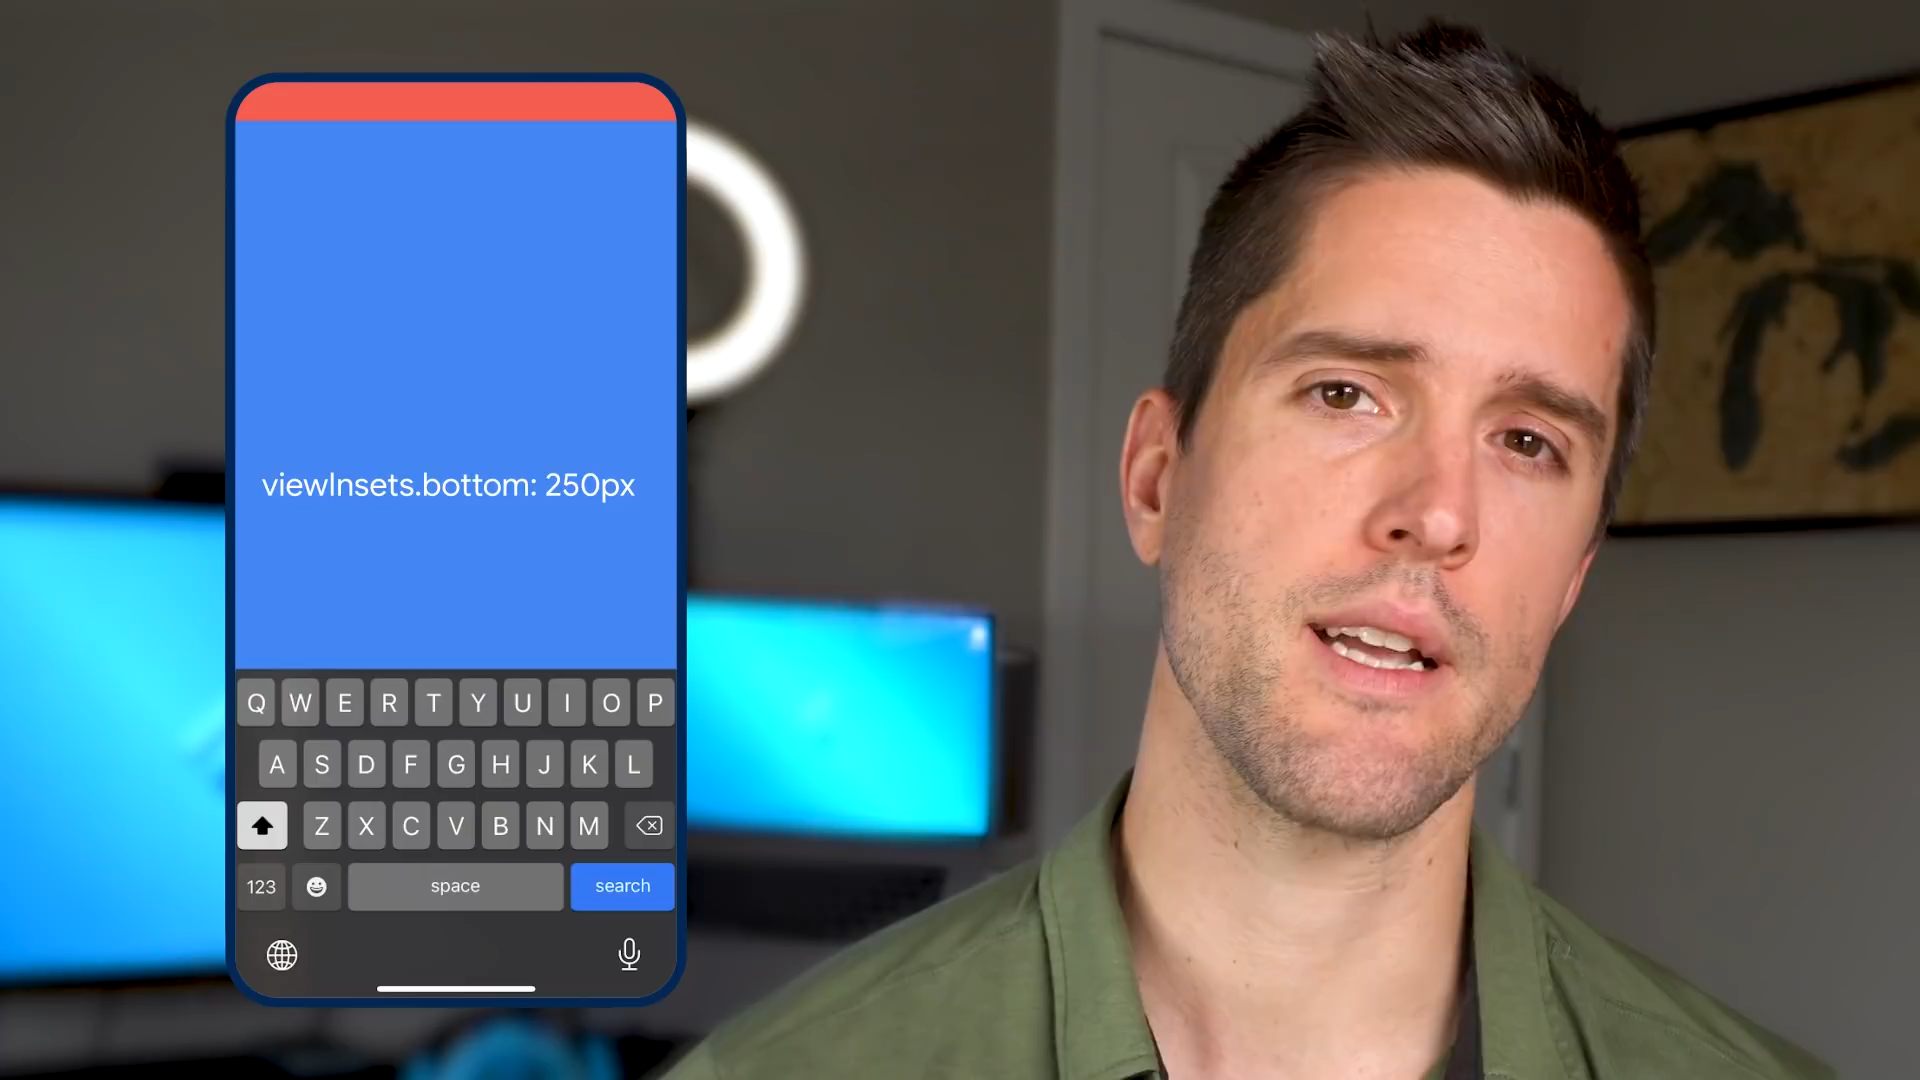 viewInsets.bottom: 250px
Q W E R T Y U I O P
A S D F G H J K L
Z X C V B N M
123 space search